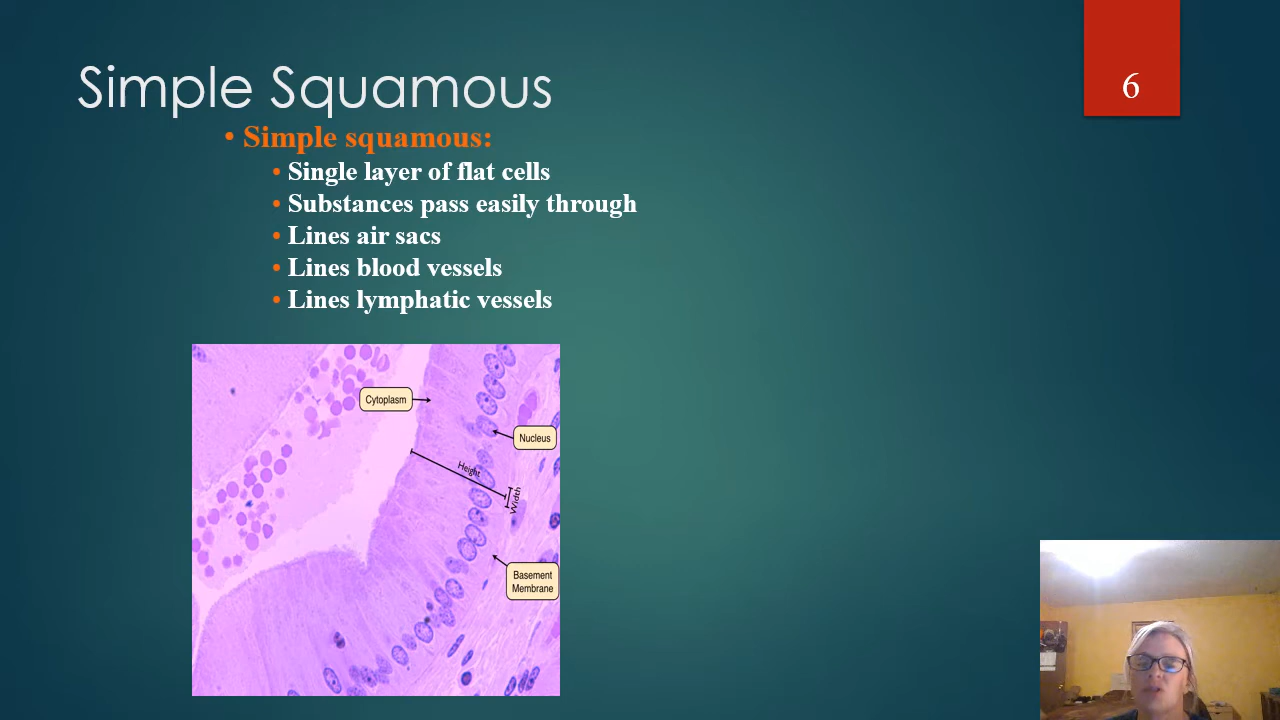 Simple Squamous
6
• Simple squamous:
• Single layer of flat cells
• Substances pass easily through
• Lines air sacs
• Lines blood vessels
• Lines lymphatic vessels
Cytoplasm
Nucleus
Height
Width
Basement
Membrane